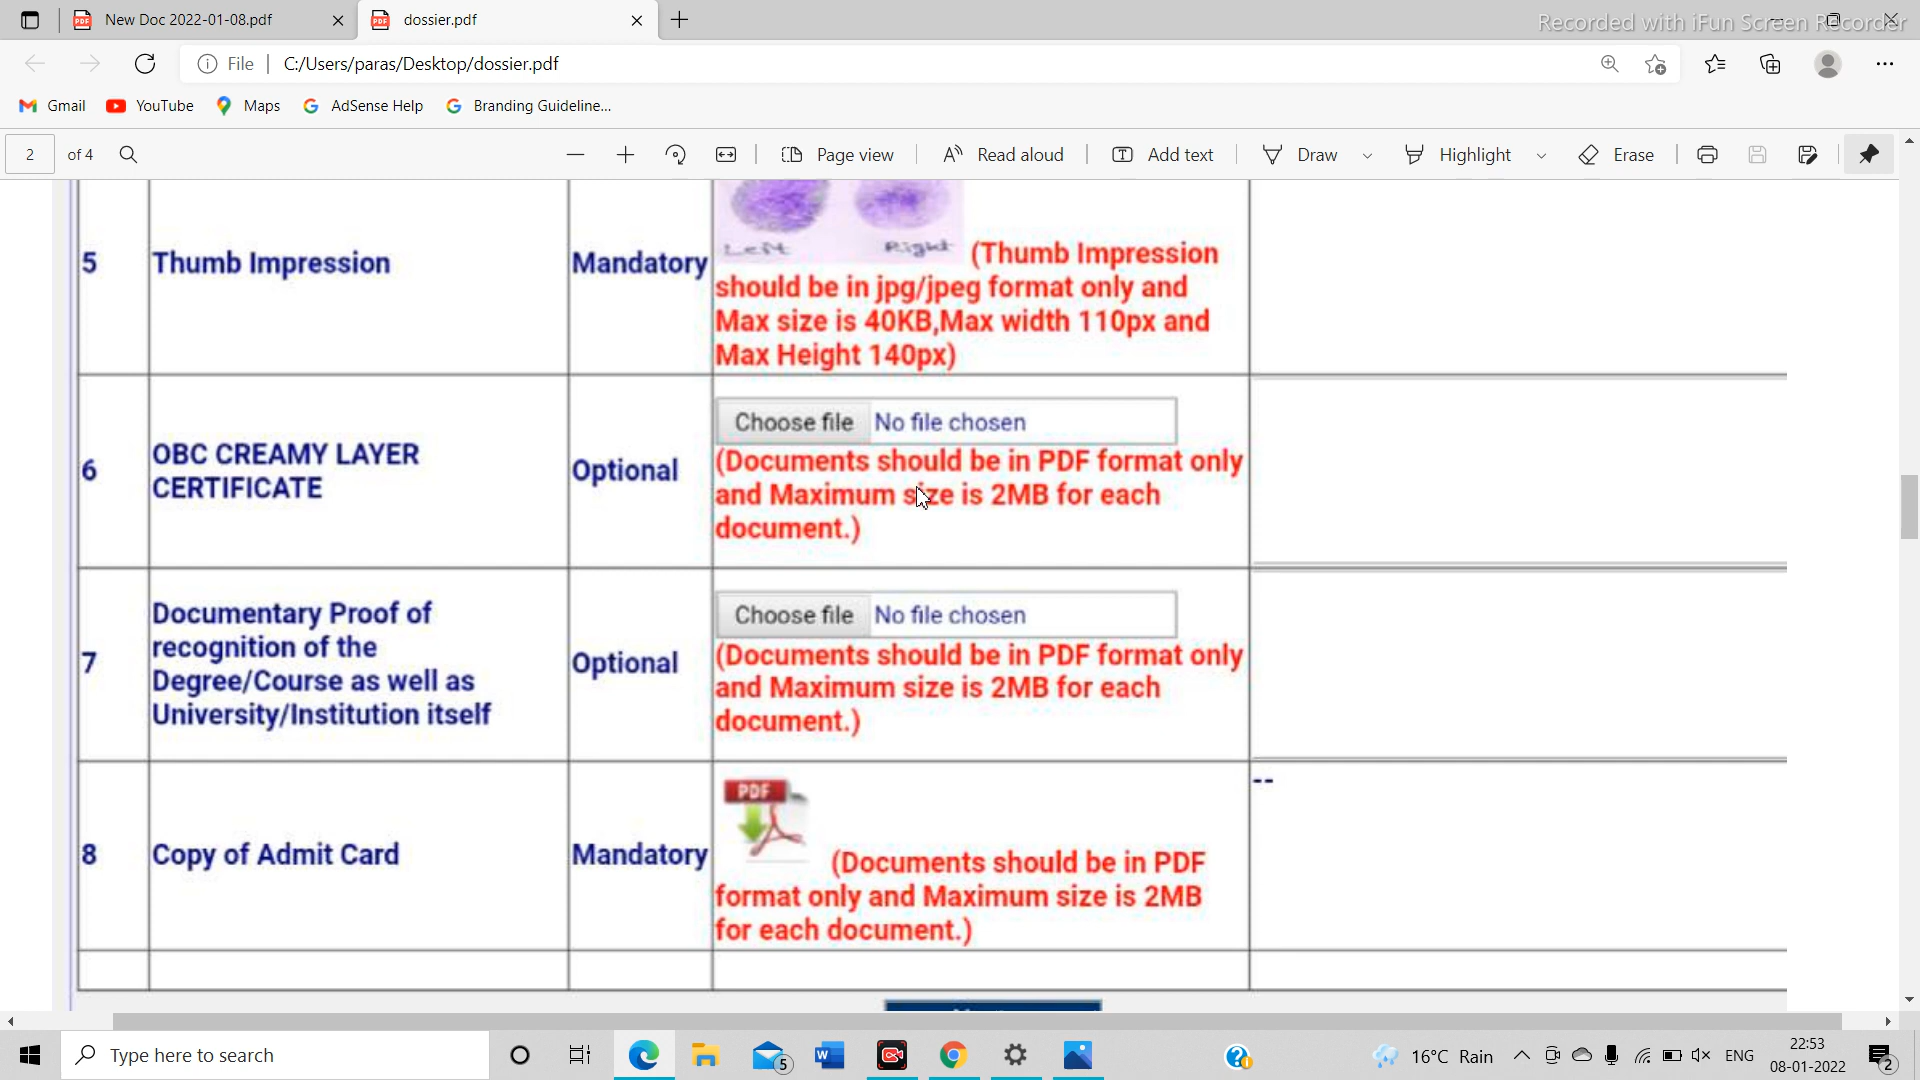 New Doc 2022-01-08.pdf
dossier.pdf
Recorded with iFun Screen Recorder
File
C:/Users/paras/Desktop/dossier.pdf
Gmail
YouTube
Maps
AdSense Help
Branding Guideline...
2
of 4
Page view
Read aloud
Add text
Draw
Highlight
Erase
Left
Right
5
Thumb Impression
Mandatory
(Thumb Impression
should be in jpg/jpeg format only and
Max size is 40KB,Max width 110px and
Max Height 140px)
6
OBC CREAMY LAYER
CERTIFICATE
Optional
Choose file No file chosen
(Documents should be in PDF format only
and Maximum size is 2MB for each
document.)
7
Documentary Proof of
recognition of the
Degree/Course as well as
University/Institution itself
Optional
Choose file No file chosen
(Documents should be in PDF format only
and Maximum size is 2MB for each
document.)
8
Copy of Admit Card
Mandatory
PDF
(Documents should be in PDF
format only and Maximum size is 2MB
for each document.)
--
Type here to search
5
16°C Rain
ENG
22:53
08-01-2022
2